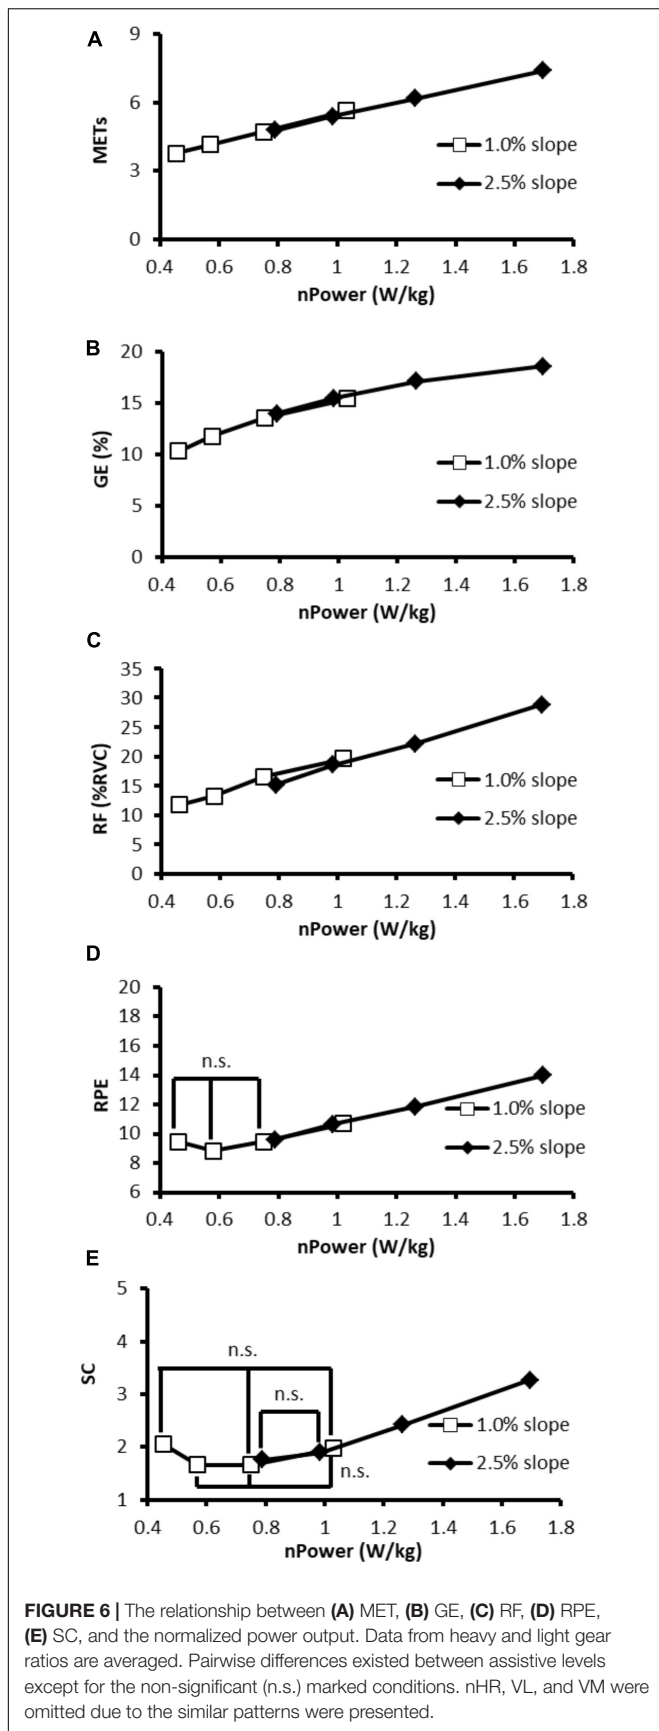 A
9
6
3
0
METs
0.4 0.6 0.8 1 1.2 1.4 1.6 1.8
nPower (W/kg)
1.0% slope
2.5% slope
B
20
15
10
5
0
GE (%)
0.4 0.6 0.8 1 1.2 1.4 1.6 1.8
nPower (W/kg)
1.0% slope
2.5% slope
C
35
30
25
20
15
10
5
0
RF (%RVC)
0.4 0.6 0.8 1 1.2 1.4 1.6 1.8
nPower (W/kg)
1.0% slope
2.5% slope
D
20
18
16
14
12
10
8
6
RPE
n.s.
0.4 0.6 0.8 1 1.2 1.4 1.6 1.8
nPower (W/kg)
1.0% slope
2.5% slope
E
5
4
3
2
1
SC
n.s.
n.s.
n.s.
0.4 0.6 0.8 1 1.2 1.4 1.6 1.8
nPower (W/kg)
1.0% slope
2.5% slope
FIGURE 6 | The relationship between (A) MET, (B) GE, (C) RF, (D) RPE,
(E) SC, and the normalized power output. Data from heavy and light gear
ratios are averaged. Pairwise differences existed between assistive levels
except for the non-significant (n.s.) marked conditions. nHR, VL, and VM were
omitted due to the similar patterns were presented.